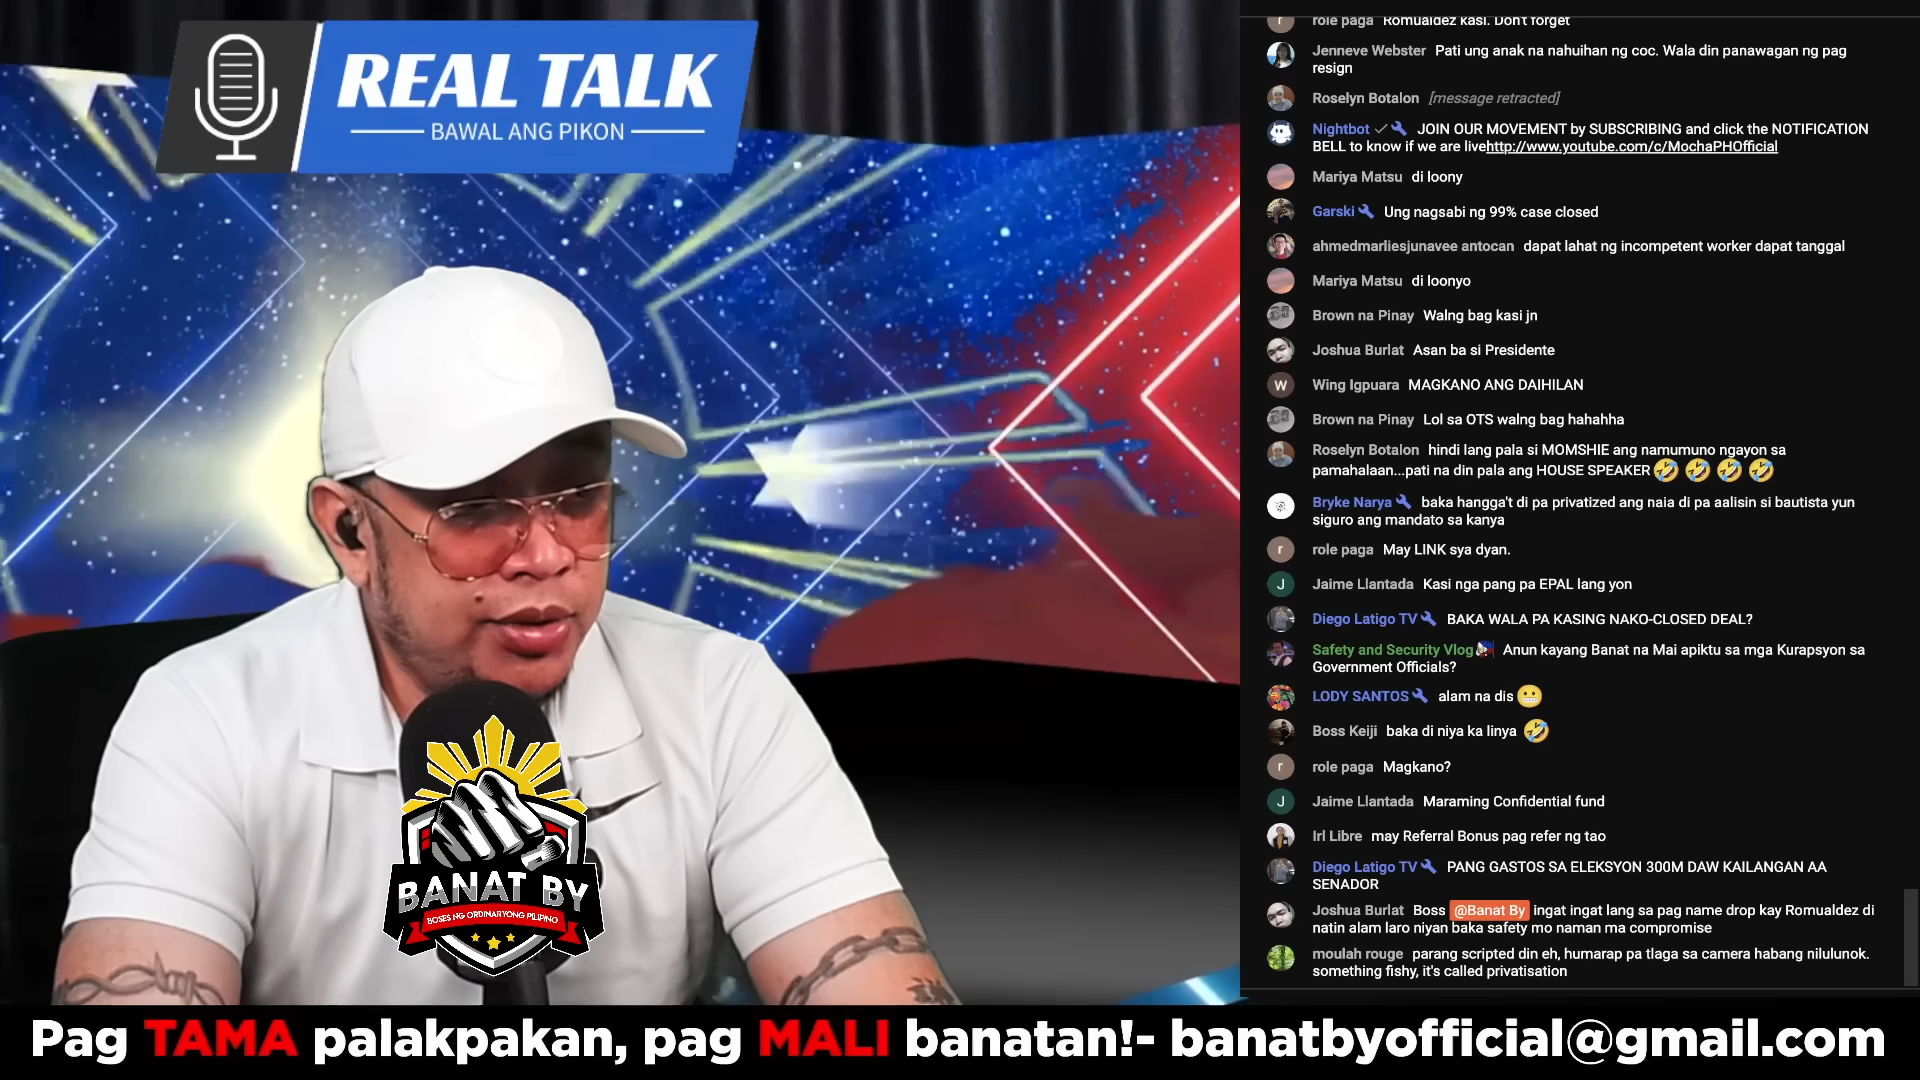 REAL TALK
BAWAL ANG PIKON
BANAT BY
BOSES NG ORDINARYONG PILIPINO
role paga Romualdez kasi. Don't forget
Jenneve Webster Pati ung anak na nahuihan ng coc. Wala din panawagan ng pag
resign
Roselyn Botalon [message retracted]
Nightbot JOIN OUR MOVEMENT by SUBSCRIBING and click the NOTIFICATION
BELL to know if we are livehttp://www.youtube.com/c/MochaPHOfficial
Mariya Matsu di loony
Garski Ung nagsabi ng 99% case closed
ahmedmarliesjunavee antocan dapat lahat ng incompetent worker dapat tanggal
Mariya Matsu di loonyo
Brown na Pinay Walng bag kasi jn
Joshua Burlat Asan ba si Presidente
W
Wing Igpuara MAGKANO ANG DAIHILAN
Brown na Pinay Lol sa OTS walng bag hahahha
Roselyn Botalon hindi lang pala si MOMSHIE ang namumuno ngayon sa
pamahalaan...pati na din pala ang HOUSE SPEAKER🤣 🤣 🤣 🤣
Bryke Narya baka hangga't di pa privatized ang naia di pa aalisin si bautista yun
siguro ang mandato sa kanya
r
role paga May LINK sya dyan.
J
Jaime Llantada Kasi nga pang pa EPAL lang yon
Diego Latigo TV BAKA WALA PA KASING NAKO-CLOSED DEAL?
Safety and Security Vlog Anun kayang Banat na Mai apiktu sa mga Kurapsyon sa
Government Officials?
LODY SANTOS alam na dis 😬
Boss Keiji baka di niya ka linya 🤣
r
role paga Magkano?
J
Jaime Llantada Maraming Confidential fund
Irl Libre may Referral Bonus pag refer ng tao
Diego Latigo TV PANG GASTOS SA ELEKSYON 300M DAW KAILANGAN AA
SENADOR
Joshua Burlat Boss @Banat By ingat ingat lang sa pag name drop kay Romualdez di
natin alam laro niyan baka safety mo naman ma compromise
moulah rouge parang scripted din eh, humarap pa tlaga sa camera habang nilulunok.
something fishy, it's called privatisation
Pag TAMA palakpakan, pag MALI banatan!- banatbyofficial@gmail.com